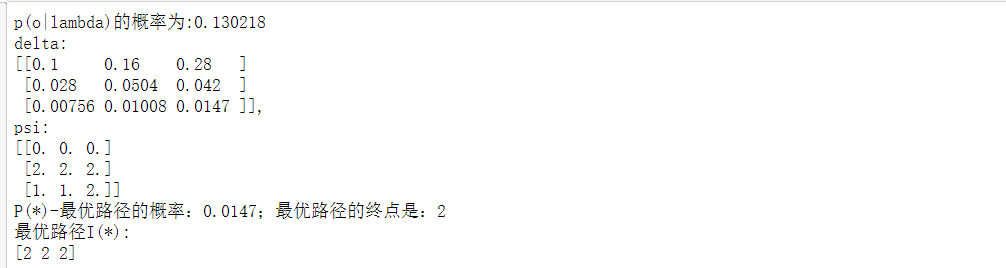 p(o|lambda)的概率为:0.130218
delta:
[[0.1     0.16    0.28   ]
 [0.028   0.0504  0.042  ]
 [0.00756 0.01008 0.0147 ]],
psi:
[[0. 0. 0.]
 [2. 2. 2.]
 [1. 1. 2.]]
P(*)-最优路径的概率：0.0147；最优路径的终点是：2
最优路径I(*):
[2 2 2]